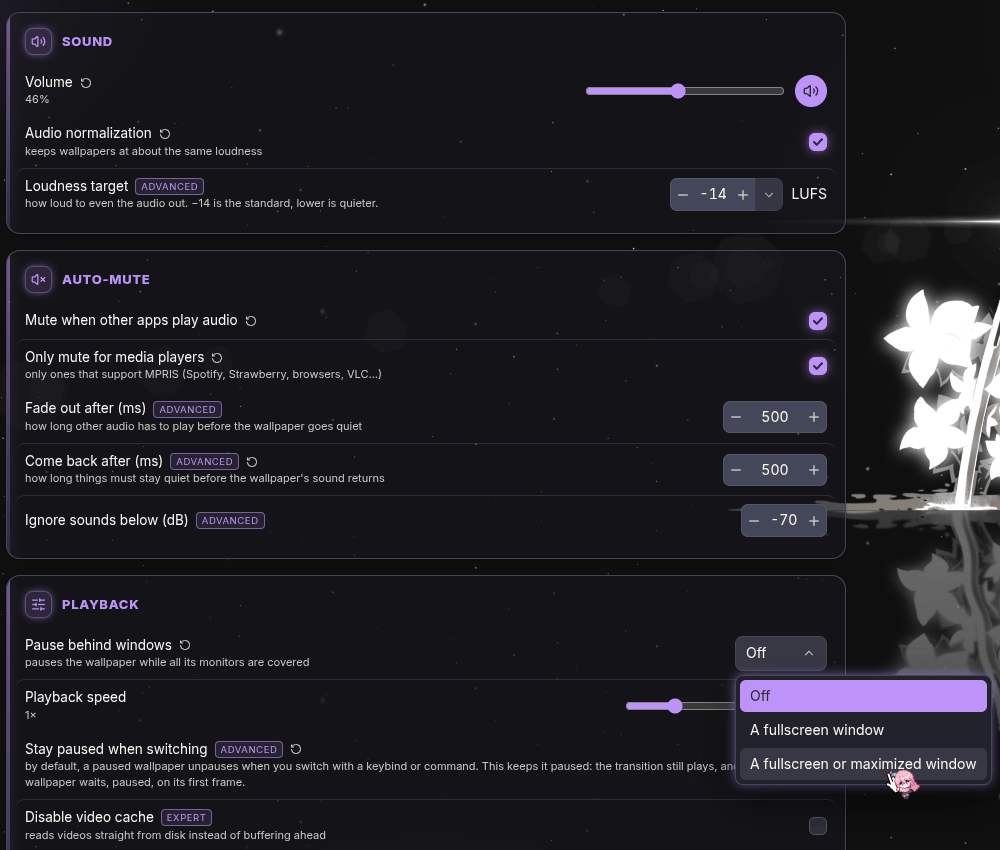 SOUND
Volume
46%
Audio normalization
keeps wallpapers at about the same loudness
Loudness target ADVANCED
how loud to even the audio out. −14 is the standard, lower is quieter.
− -14 + LUFS
AUTO-MUTE
Mute when other apps play audio
Only mute for media players
only ones that support MPRIS (Spotify, Strawberry, browsers, VLC...)
Fade out after (ms) ADVANCED
how long other audio has to play before the wallpaper goes quiet
− 500 +
Come back after (ms) ADVANCED
how long things must stay quiet before the wallpaper's sound returns
− 500 +
Ignore sounds below (dB) ADVANCED
− -70 +
PLAYBACK
Pause behind windows
pauses the wallpaper while all its monitors are covered
Off
Off
A fullscreen window
A fullscreen or maximized window
Playback speed
1×
Stay paused when switching ADVANCED
by default, a paused wallpaper unpauses when you switch with a keybind or command. This keeps it paused: the transition still plays, and
wallpaper waits, paused, on its first frame.
Disable video cache EXPERT
reads videos straight from disk instead of buffering ahead